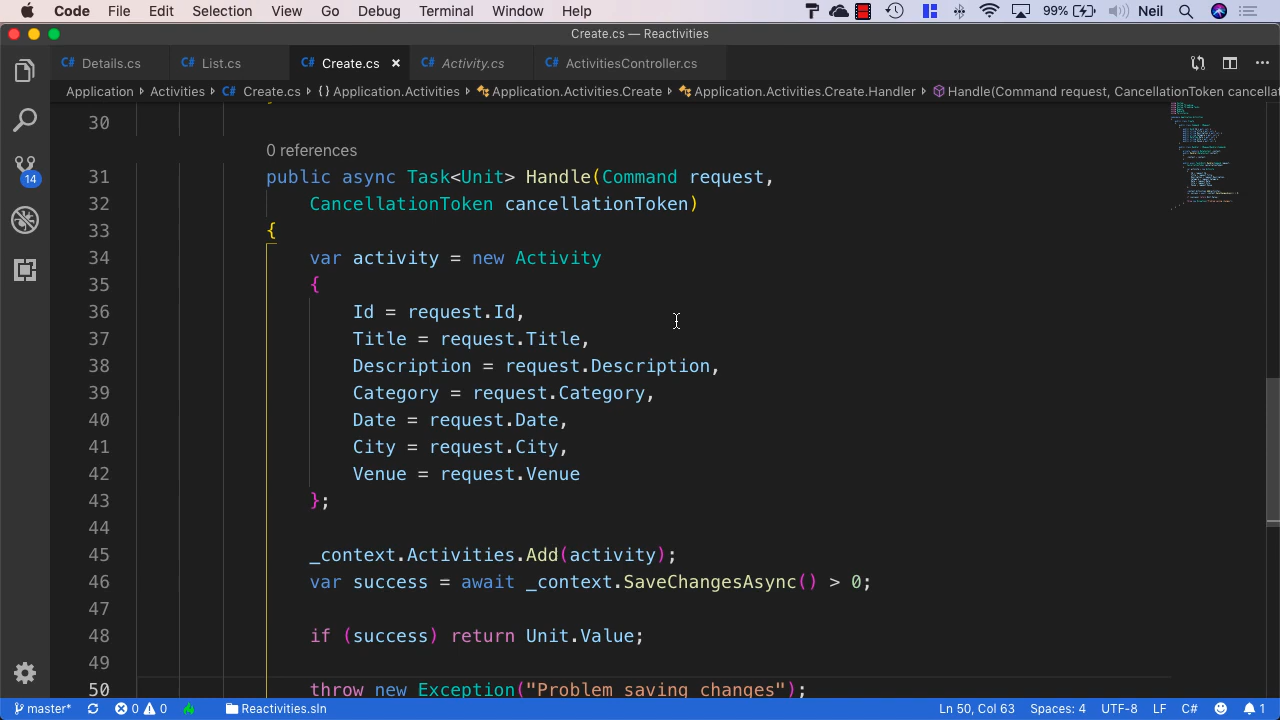 Code File Edit Selection View Go Debug Terminal Window Help 99% Neil
Create.cs — Reactivities
C# Details.cs C# List.cs C# Create.cs × C# Activity.cs C# ActivitiesController.cs
Application > Activities > C# Create.cs > { } Application.Activities > Application.Activities.Create > Application.Activities.Create.Handler > Handle(Command request, CancellationToken cancella
30
0 references
31 public async Task<Unit> Handle(Command request,
32 CancellationToken cancellationToken)
33 {
34 var activity = new Activity
35 {
36 Id = request.Id,
37 Title = request.Title,
38 Description = request.Description,
39 Category = request.Category,
40 Date = request.Date,
41 City = request.City,
42 Venue = request.Venue
43 };
44
45 _context.Activities.Add(activity);
46 var success = await _context.SaveChangesAsync() > 0;
47
48 if (success) return Unit.Value;
49
50 throw new Exception("Problem saving changes");
14
master* 0 0 Reactivities.sln Ln 50, Col 63 Spaces: 4 UTF-8 LF C# 1